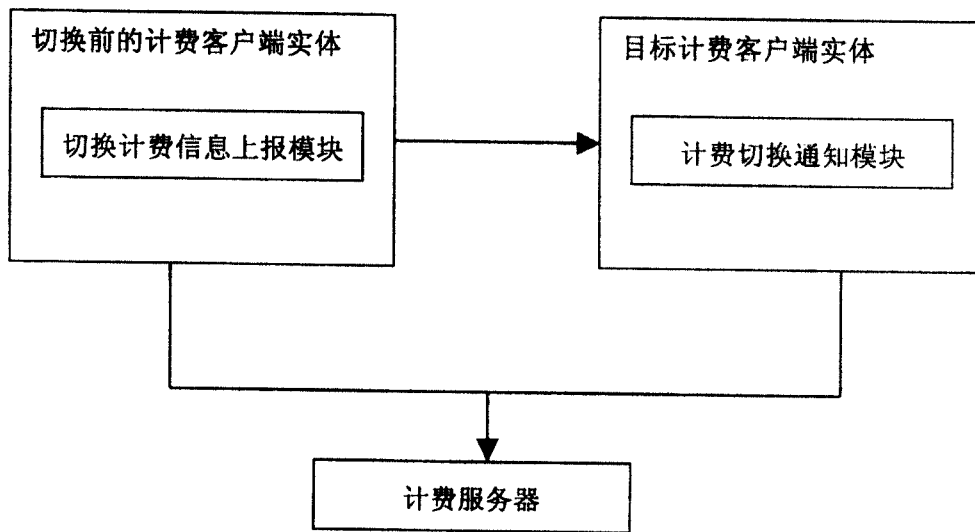 切换前的计费客户端实体
切换计费信息上报模块
目标计费客户端实体
计费切换通知模块
计费服务器